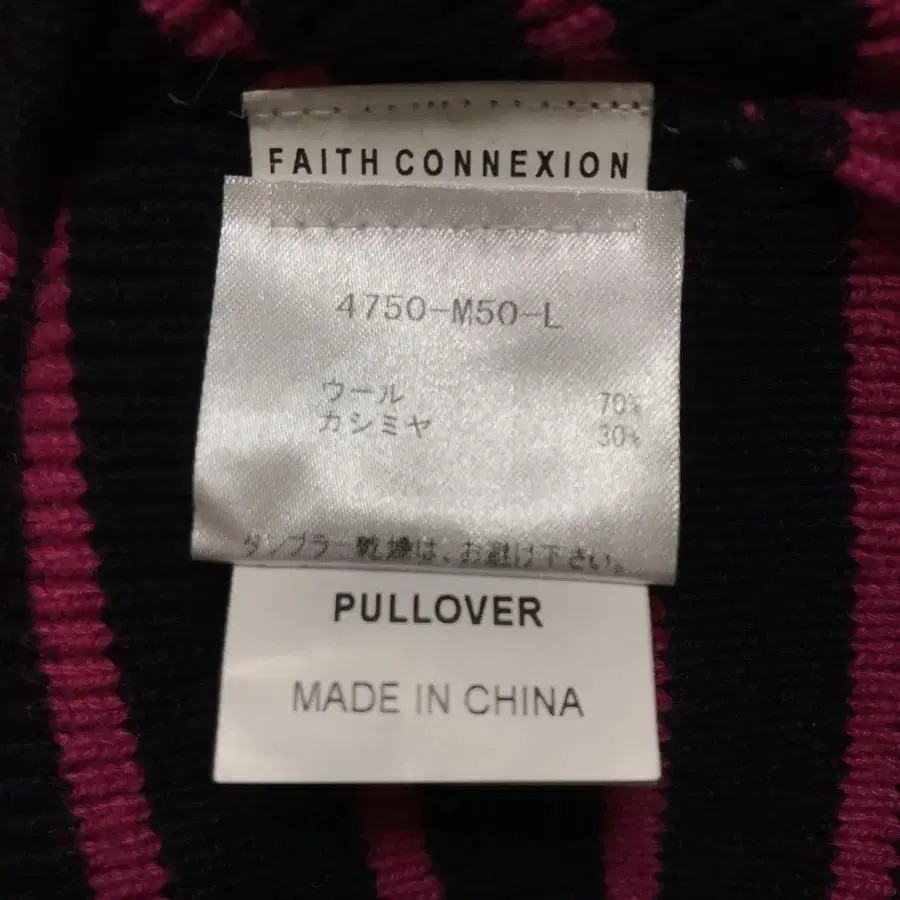 FAITH CONNEXION
4750-M50-L
ウール 70%
カシミヤ 30%
タンブラー乾燥は、お避け下さい。
PULLOVER
MADE IN CHINA